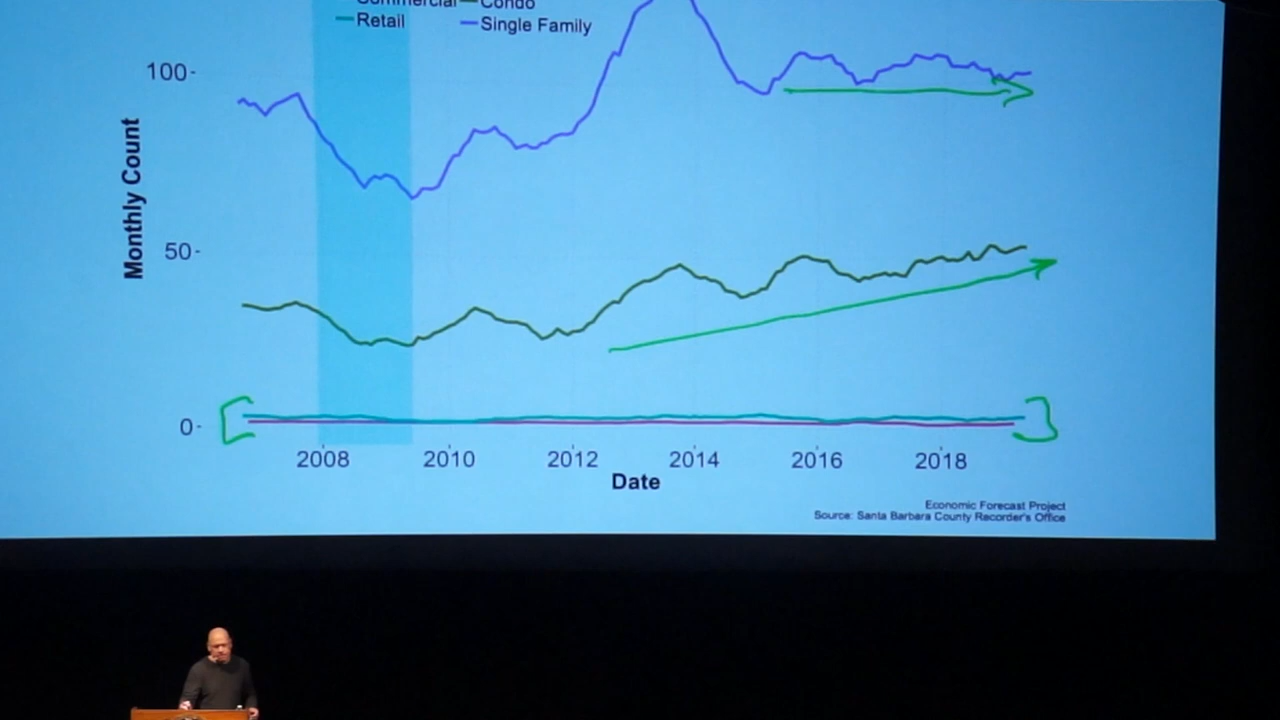 Commercial Condo
Retail Single Family
100
Monthly Count
50
0
2008 2010 2012 2014 2016 2018
Date
Economic Forecast Project
Source: Santa Barbara County Recorder's Office